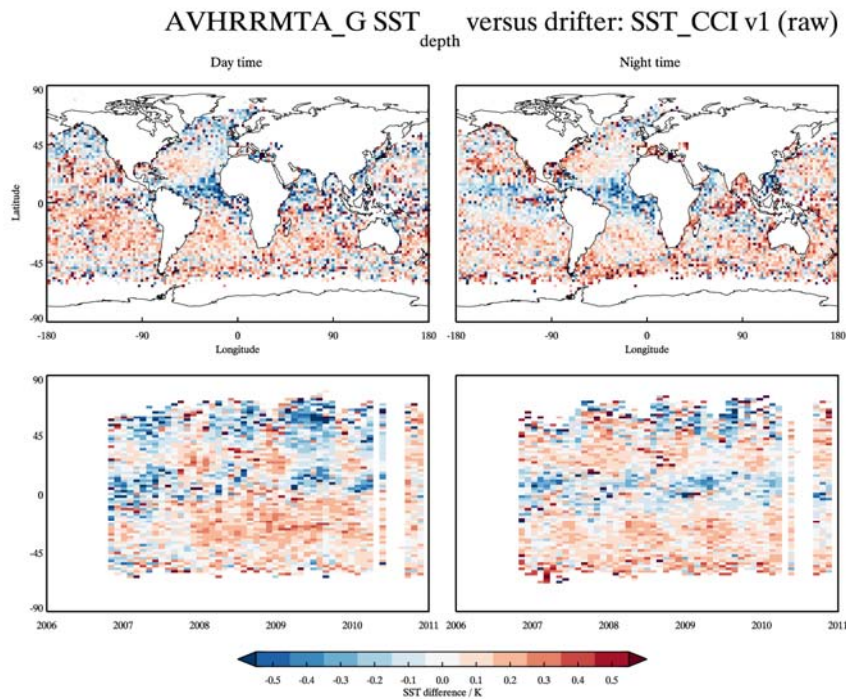 AVHRRMTA_G SST depth versus drifter: SST_CCI v1 (raw)
Day time
Night time
90
45
0
-45
-90
Latitude
-180 -90 0 90 180
Longitude
-180 -90 0 90 180
Longitude
90
45
0
-45
-90
2006 2007 2008 2009 2010 2011
2006 2007 2008 2009 2010 2011
-0.5 -0.4 -0.3 -0.2 -0.1 0.0 0.1 0.2 0.3 0.4 0.5
SST difference / K